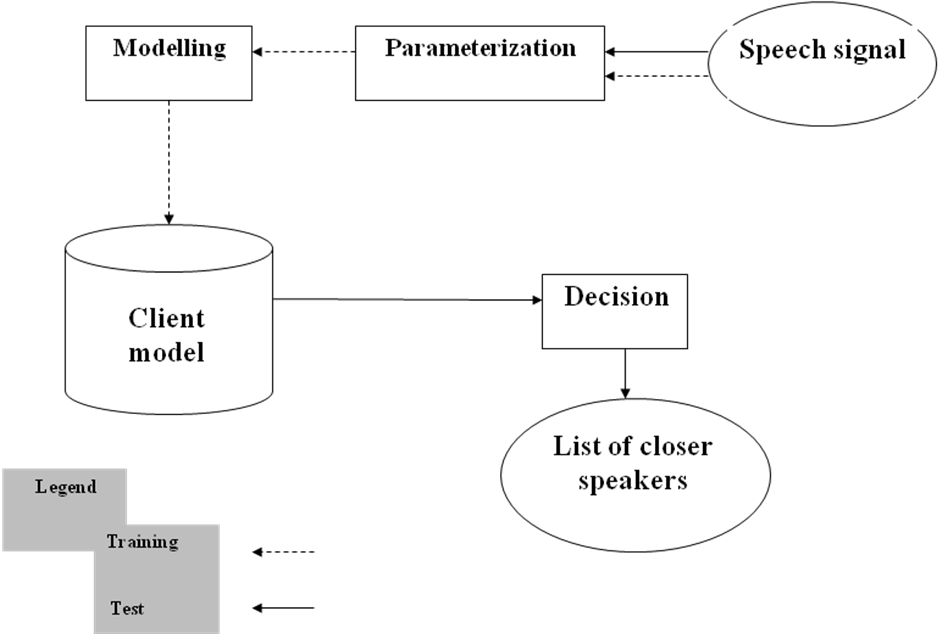 Modelling
Parameterization
Speech signal
Client
model
Decision
List of closer
speakers
Legend
Training
Test